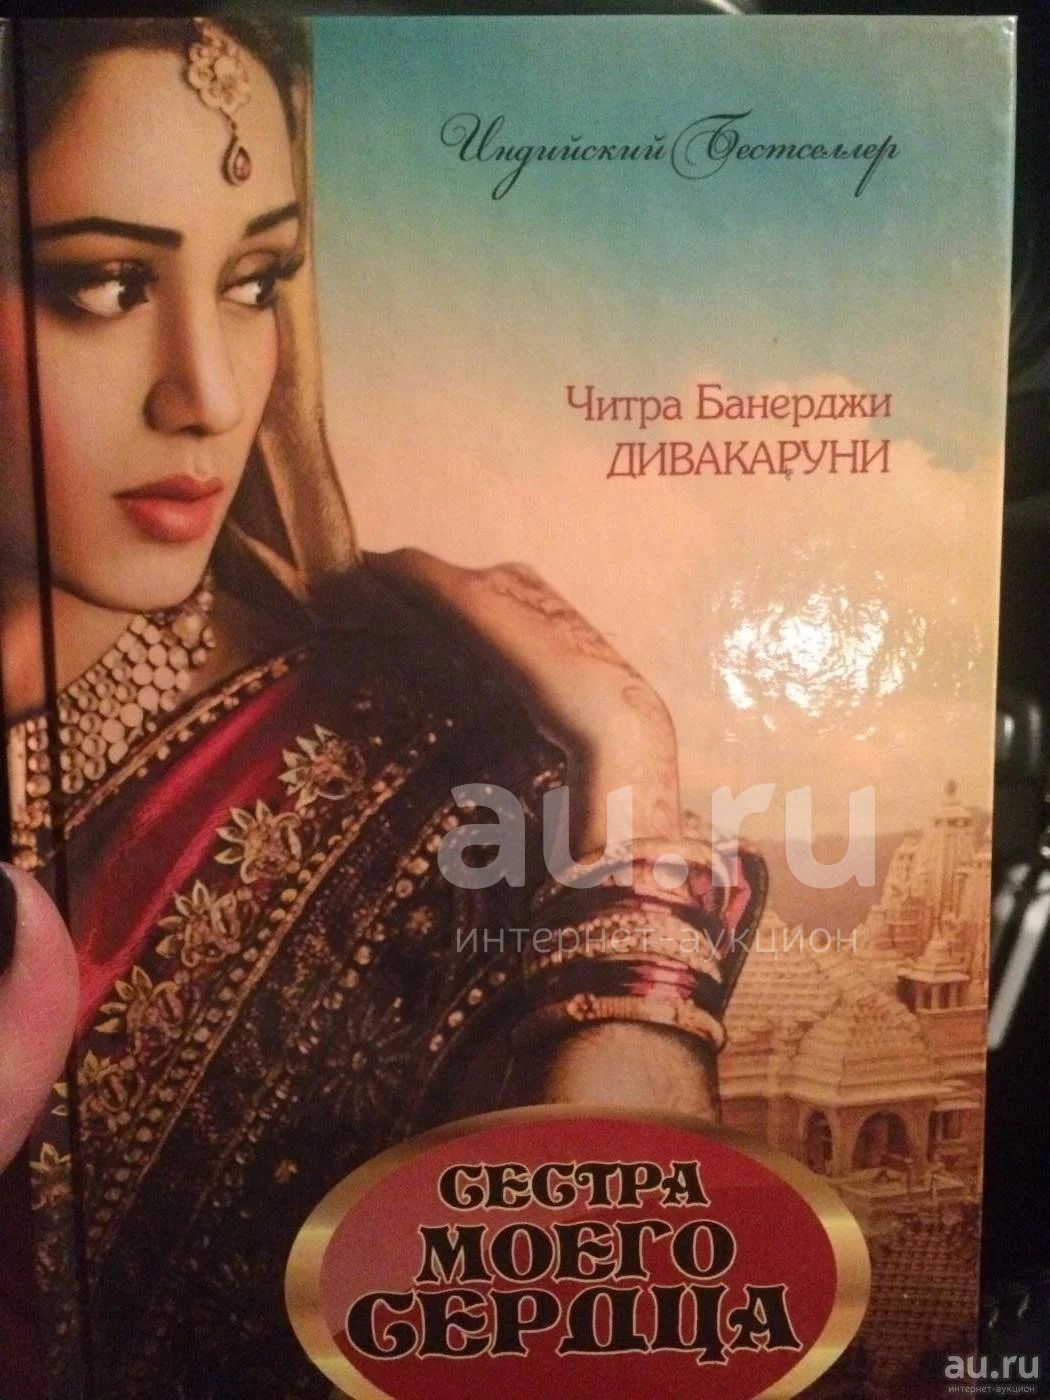 Индийский Бестселлер
Читра Банерджи
ДИВАКАРУНИ
au.ru
интернет-аукцион
СЕСТРА
МОЕГО
СЕРДЦА
au.ru
интернет-аукцион